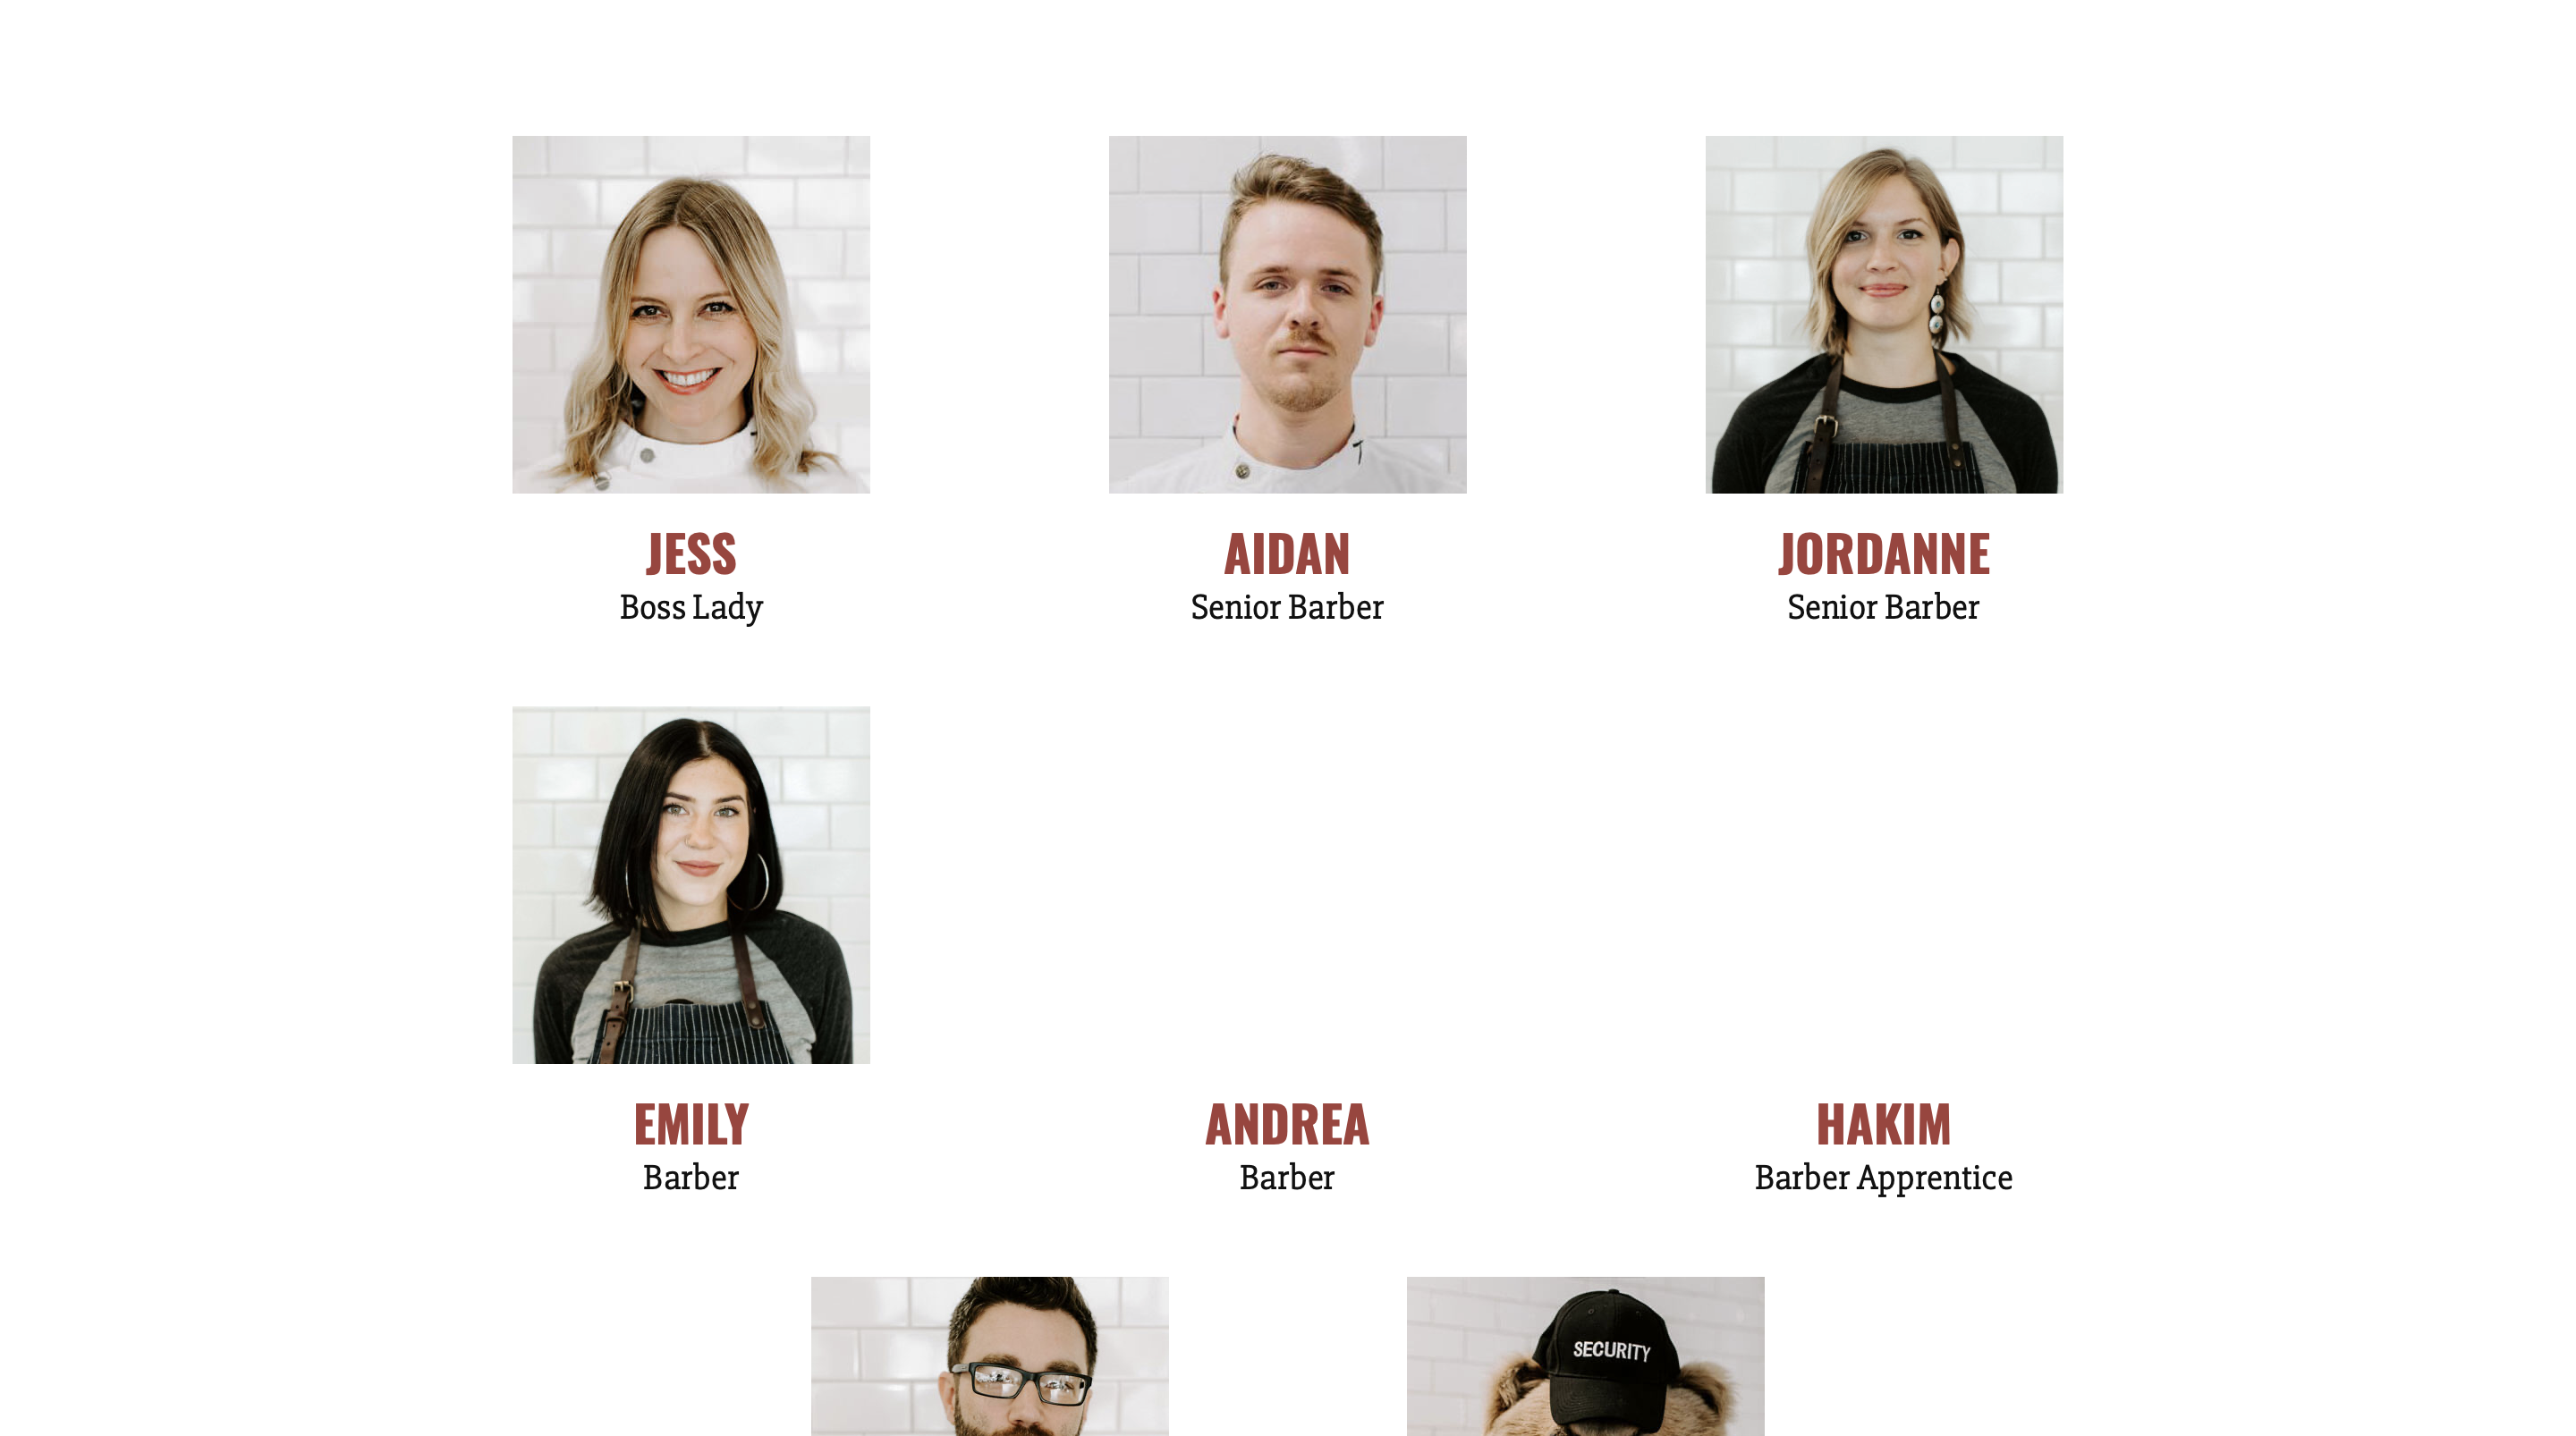 JESS
Boss Lady
AIDAN
Senior Barber
JORDANNE
Senior Barber
EMILY
Barber
ANDREA
Barber
HAKIM
Barber Apprentice
SECURITY